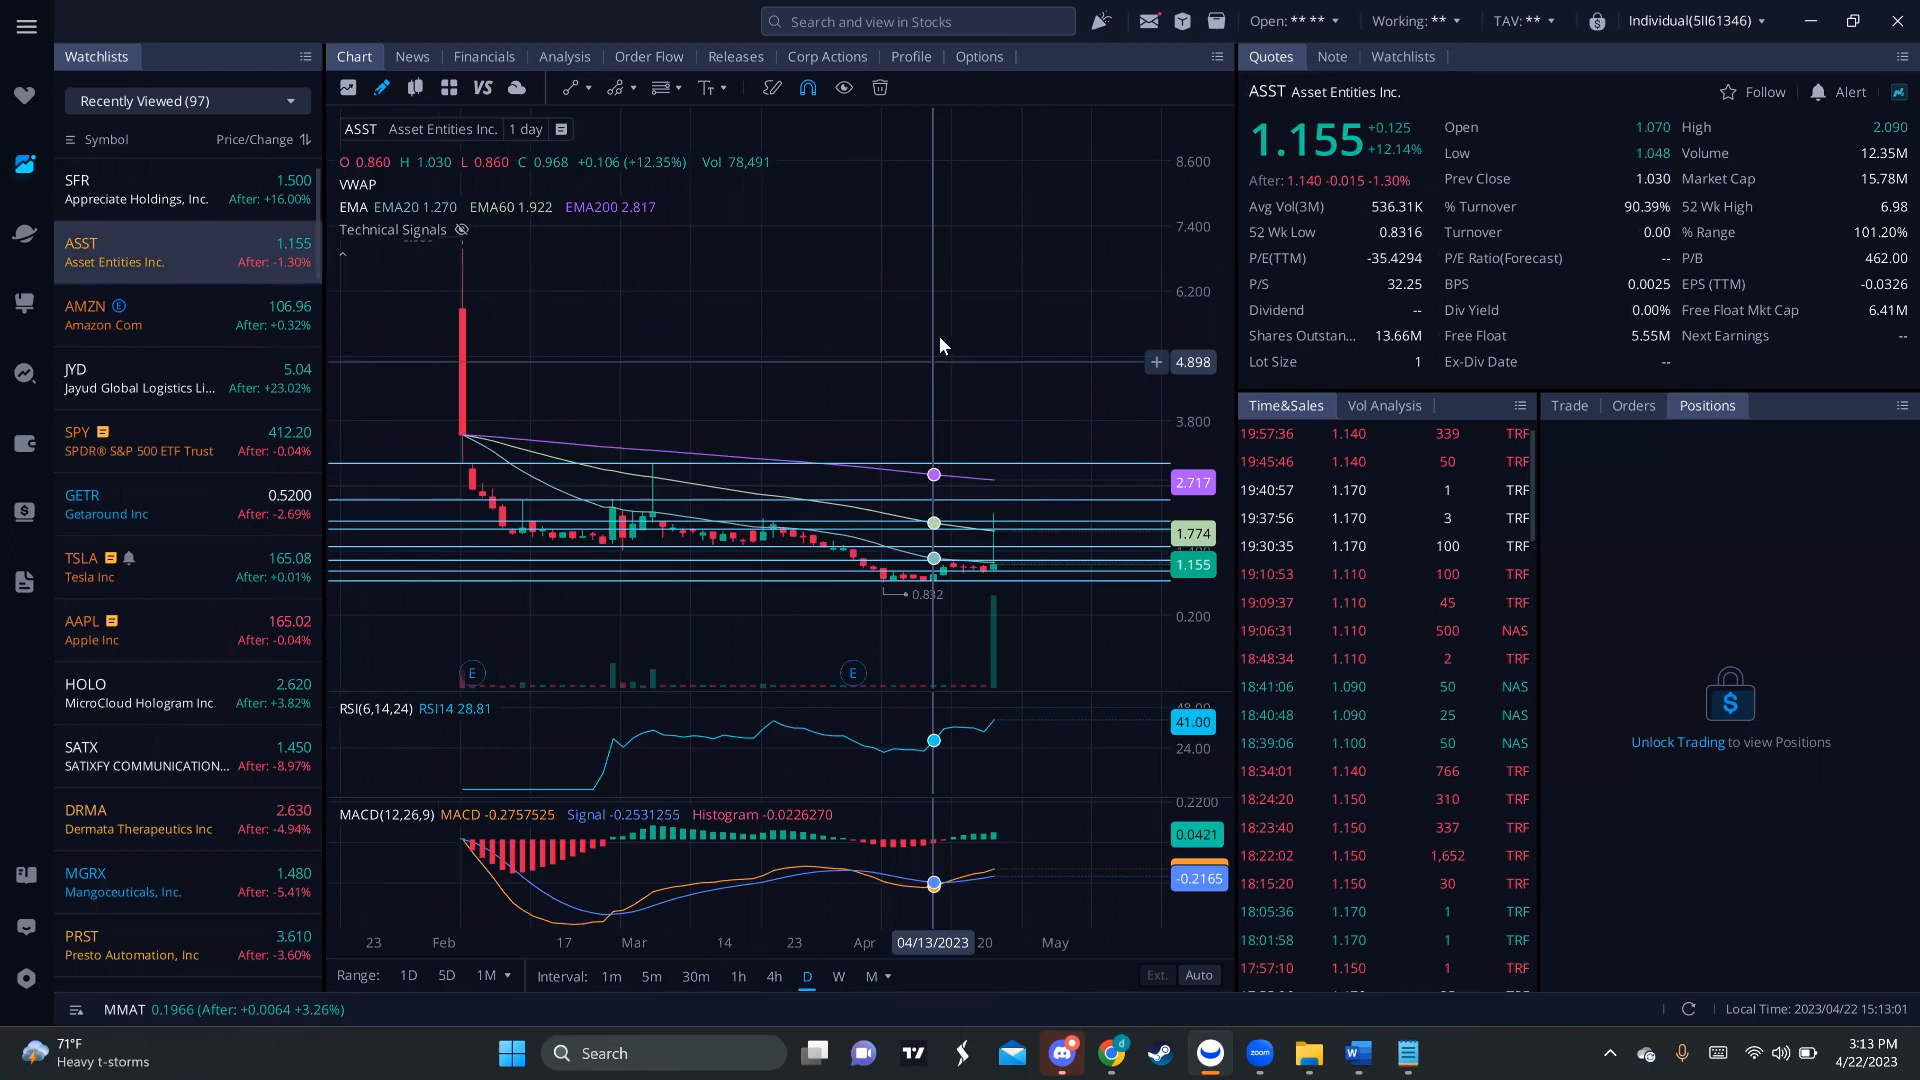 Search and view in Stocks
Open: ** **
Working: **
TAV: **
Individual(5II61346)
Watchlists
Recently Viewed (97)
Symbol Price/Change
SFR 1.500
Appreciate Holdings, Inc. After: +16.00%
ASST 1.155
Asset Entities Inc. After: -1.30%
AMZN E 106.96
Amazon Com After: +0.32%
JYD 5.04
Jayud Global Logistics Li... After: +23.02%
SPY 412.20
SPDR® S&P 500 ETF Trust After: -0.04%
GETR 0.5200
Getaround Inc After: -2.69%
TSLA 165.08
Tesla Inc After: +0.01%
AAPL 165.02
Apple Inc After: -0.04%
HOLO 2.620
MicroCloud Hologram Inc After: +3.82%
SATX 1.450
SATIXFY COMMUNICATION... After: -8.97%
DRMA 2.630
Dermata Therapeutics Inc After: -4.94%
MGRX 1.480
Mangoceuticals, Inc. After: -5.41%
PRST 3.610
Presto Automation, Inc After: -3.60%
Chart News Financials Analysis Order Flow Releases Corp Actions Profile Options
VS
ASST Asset Entities Inc. 1 day
O 0.860 H 1.030 L 0.860 C 0.968 +0.106 (+12.35%) Vol 78,491
VWAP
EMA EMA20 1.270 EMA60 1.922 EMA200 2.817
Technical Signals
8.600
7.400
6.200
4.898
3.800
2.717
1.774
1.155
0.832
0.200
E E
RSI(6,14,24) RSI14 28.81
48.00
41.00
24.00
0.2200
MACD(12,26,9) MACD -0.2757525 Signal -0.2531255 Histogram -0.0226270
0.0421
-0.2165
23 Feb 17 Mar 14 23 Apr 04/13/2023 20 May
Range: 1D 5D 1M Interval: 1m 5m 30m 1h 4h D W M Ext. Auto
Quotes Note Watchlists
ASST Asset Entities Inc. Follow Alert
1.155 +0.125
+12.14%
After: 1.140 -0.015 -1.30%
Open 1.070 High 2.090
Low 1.048 Volume 12.35M
Prev Close 1.030 Market Cap 15.78M
Avg Vol(3M) 536.31K % Turnover 90.39% 52 Wk High 6.98
52 Wk Low 0.8316 Turnover 0.00 % Range 101.20%
P/E(TTM) -35.4294 P/E Ratio(Forecast) -- P/B 462.00
P/S 32.25 BPS 0.0025 EPS (TTM) -0.0326
Dividend -- Div Yield 0.00% Free Float Mkt Cap 6.41M
Shares Outstan... 13.66M Free Float 5.55M Next Earnings --
Lot Size 1 Ex-Div Date --
Time&Sales Vol Analysis
19:57:36 1.140 339 TRF
19:45:46 1.140 50 TRF
19:40:57 1.170 1 TRF
19:37:56 1.170 3 TRF
19:30:35 1.170 100 TRF
19:10:53 1.110 100 TRF
19:09:37 1.110 45 TRF
19:06:31 1.110 500 NAS
18:48:34 1.110 2 TRF
18:41:06 1.090 50 NAS
18:40:48 1.090 25 NAS
18:39:06 1.100 50 NAS
18:34:01 1.140 766 TRF
18:24:20 1.150 310 TRF
18:23:40 1.150 337 TRF
18:22:02 1.150 1,652 TRF
18:15:20 1.150 30 TRF
18:05:36 1.170 1 TRF
18:01:58 1.170 1 TRF
17:57:10 1.150 1 TRF
Trade Orders Positions
Unlock Trading to view Positions
MMAT 0.1966 (After: +0.0064 +3.26%)
Local Time: 2023/04/22 15:13:01
71°F
Heavy t-storms
Search
zoom
3:13 PM
4/22/2023